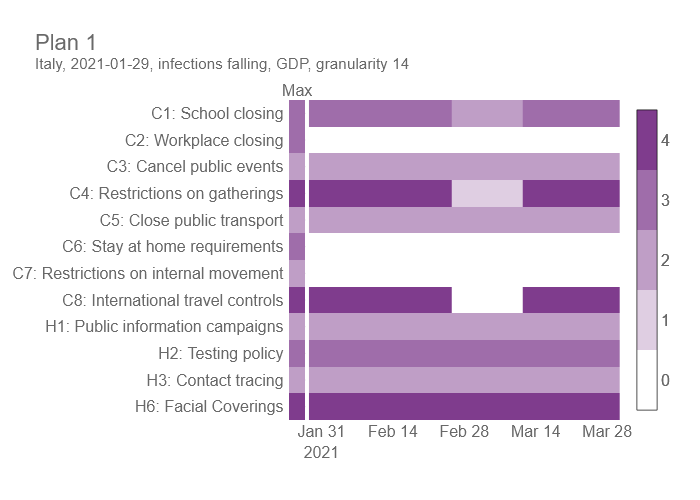 Plan 1
Italy, 2021-01-29, infections falling, GDP, granularity 14
Max
C1: School closing
C2: Workplace closing
C3: Cancel public events
C4: Restrictions on gatherings
C5: Close public transport
C6: Stay at home requirements
C7: Restrictions on internal movement
C8: International travel controls
H1: Public information campaigns
H2: Testing policy
H3: Contact tracing
H6: Facial Coverings
Jan 31 Feb 14 Feb 28 Mar 14 Mar 28
2021
4
3
2
1
0